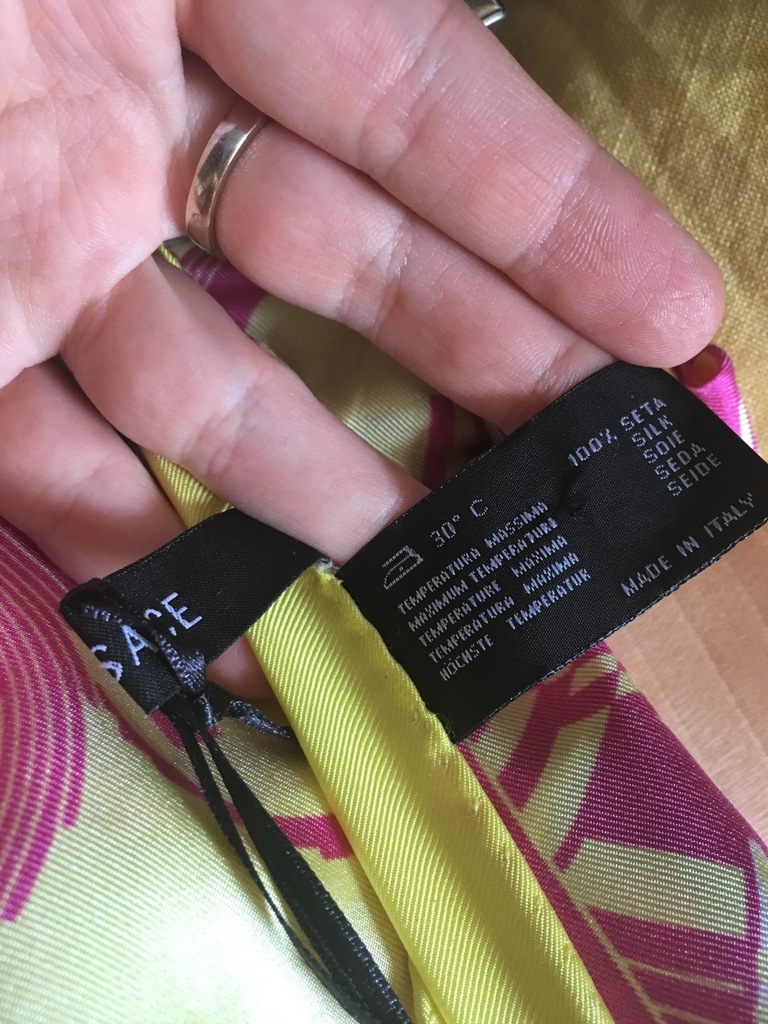 SACE
30° C
TEMPERATURA MASSIMA
MAXIMUM TEMPERATURE
TEMPERATURE MAXIMA
TEMPERATURA MAXIMA
HÖCHSTE TEMPERATUR
100% SETA
SILK
SOIE
SEDA
SEIDE
MADE IN ITALY